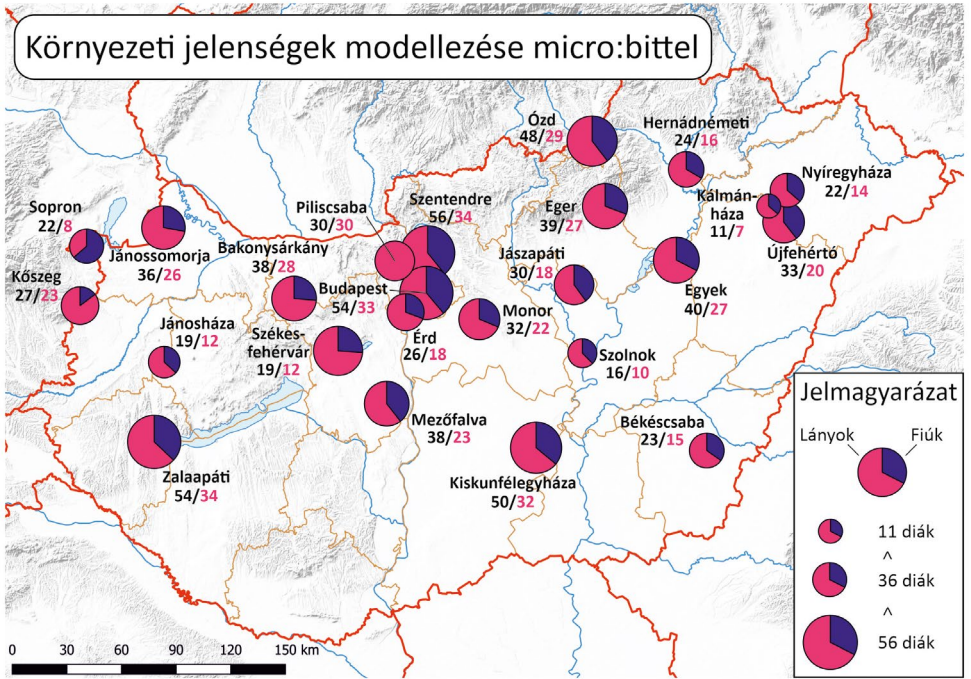 Környezeti jelenségek modellezése micro:bittel
Ózd
48/29
Hernádnémeti
24/16
Nyíregyháza
22/14
Kálmán-
háza
11/7
Újfehértó
33/20
Piliscsaba
30/30
Szentendre
56/34
Eger
39/27
Sopron
22/8
Jánossomorja
36/26
Bakonysárkány
38/28
Jászapáti
30/18
Egyek
40/27
Kőszeg
27/23
Budapest
54/33
Monor
32/22
Érd
26/18
Jánosháza
19/12
Székes-
fehérvár
19/12
Szolnok
16/10
Mezőfalva
38/23
Békéscsaba
23/15
Zalaapáti
54/34
Kiskunfélegyháza
50/32
Jelmagyarázat
Lányok Fiúk
11 diák
^
36 diák
^
56 diák
0 30 60 90 120 150 km